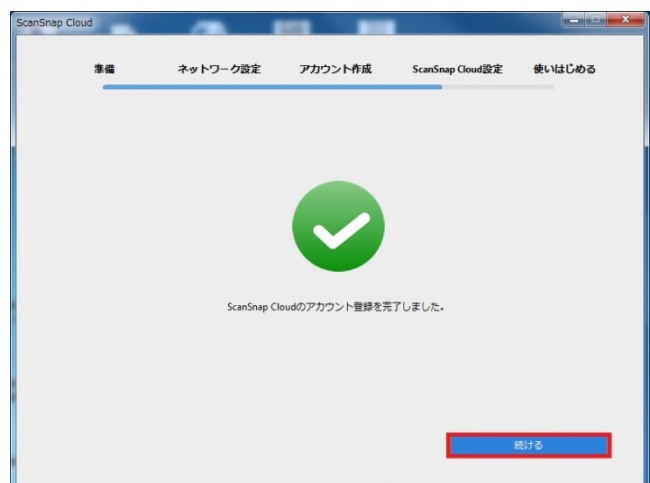 ScanSnap Cloud
準備 ネットワーク設定 アカウント作成 ScanSnap Cloud設定 使いはじめる
ScanSnap Cloudのアカウント登録を完了しました。
続ける